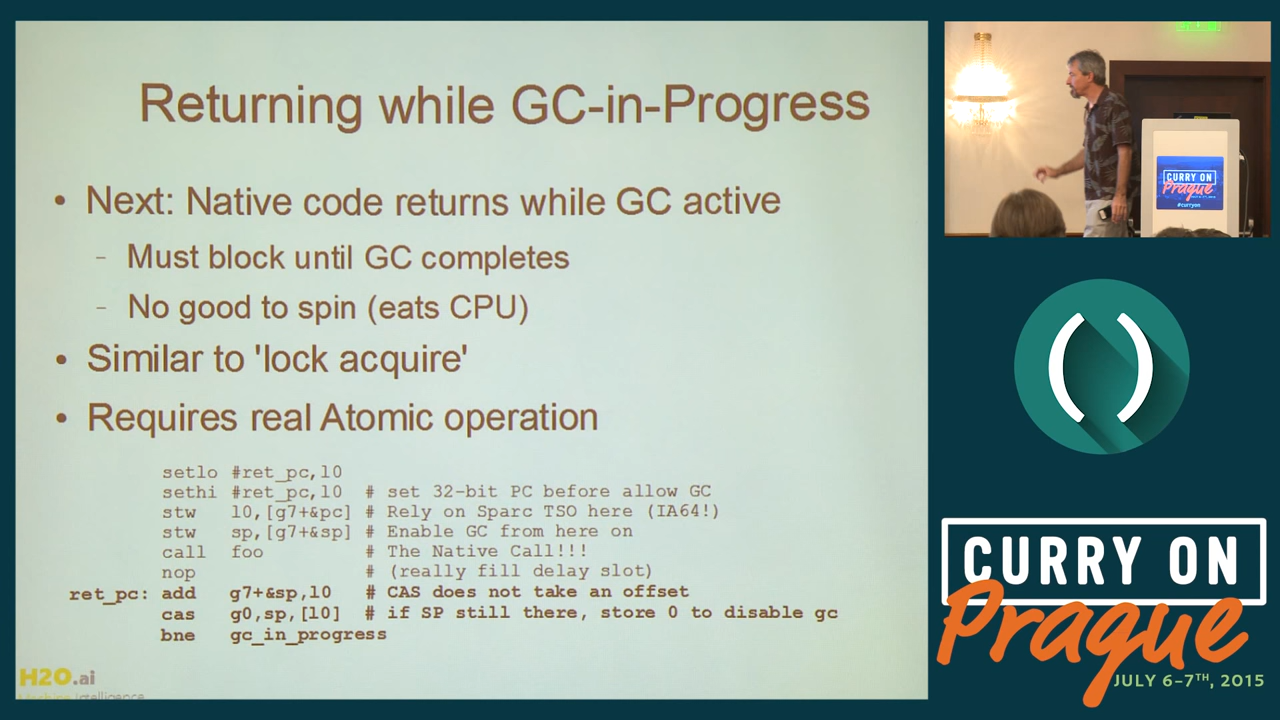 Returning while GC-in-Progress
• Next: Native code returns while GC active
– Must block until GC completes
– No good to spin (eats CPU)
• Similar to 'lock acquire'
• Requires real Atomic operation
setlo #ret_pc,l0
sethi #ret_pc,l0 # set 32-bit PC before allow GC
stw l0,[g7+&pc] # Rely on Sparc TSO here (IA64!)
stw sp,[g7+&sp] # Enable GC from here on
call foo # The Native Call!!!
nop # (really fill delay slot)
ret_pc: add g7+&sp,l0 # CAS does not take an offset
cas g0,sp,[l0] # if SP still there, store 0 to disable gc
bne gc_in_progress
H2O.ai
Machine Intelligence
CURRY ON
Prague
#curryon
( )
CURRY ON
Prague
JULY 6-7TH, 2015